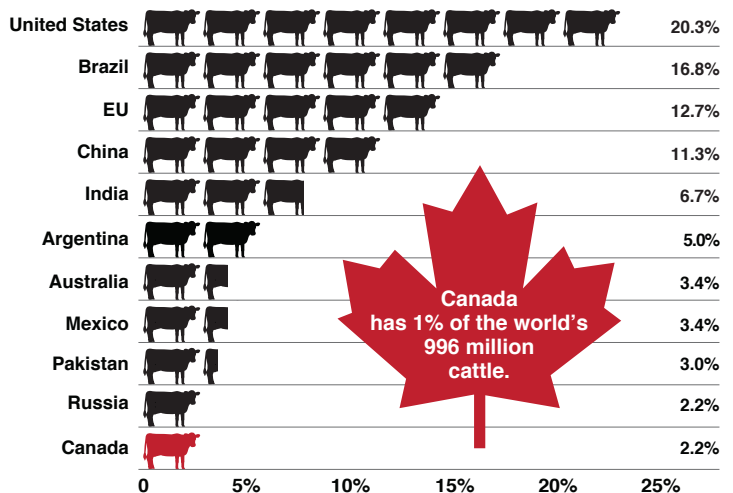 United States 20.3%
Brazil 16.8%
EU 12.7%
China 11.3%
India 6.7%
Argentina 5.0%
Australia 3.4%
Mexico 3.4%
Pakistan 3.0%
Russia 2.2%
Canada 2.2%
Canada
has 1% of the world's
996 million
cattle.
0 5% 10% 15% 20% 25%